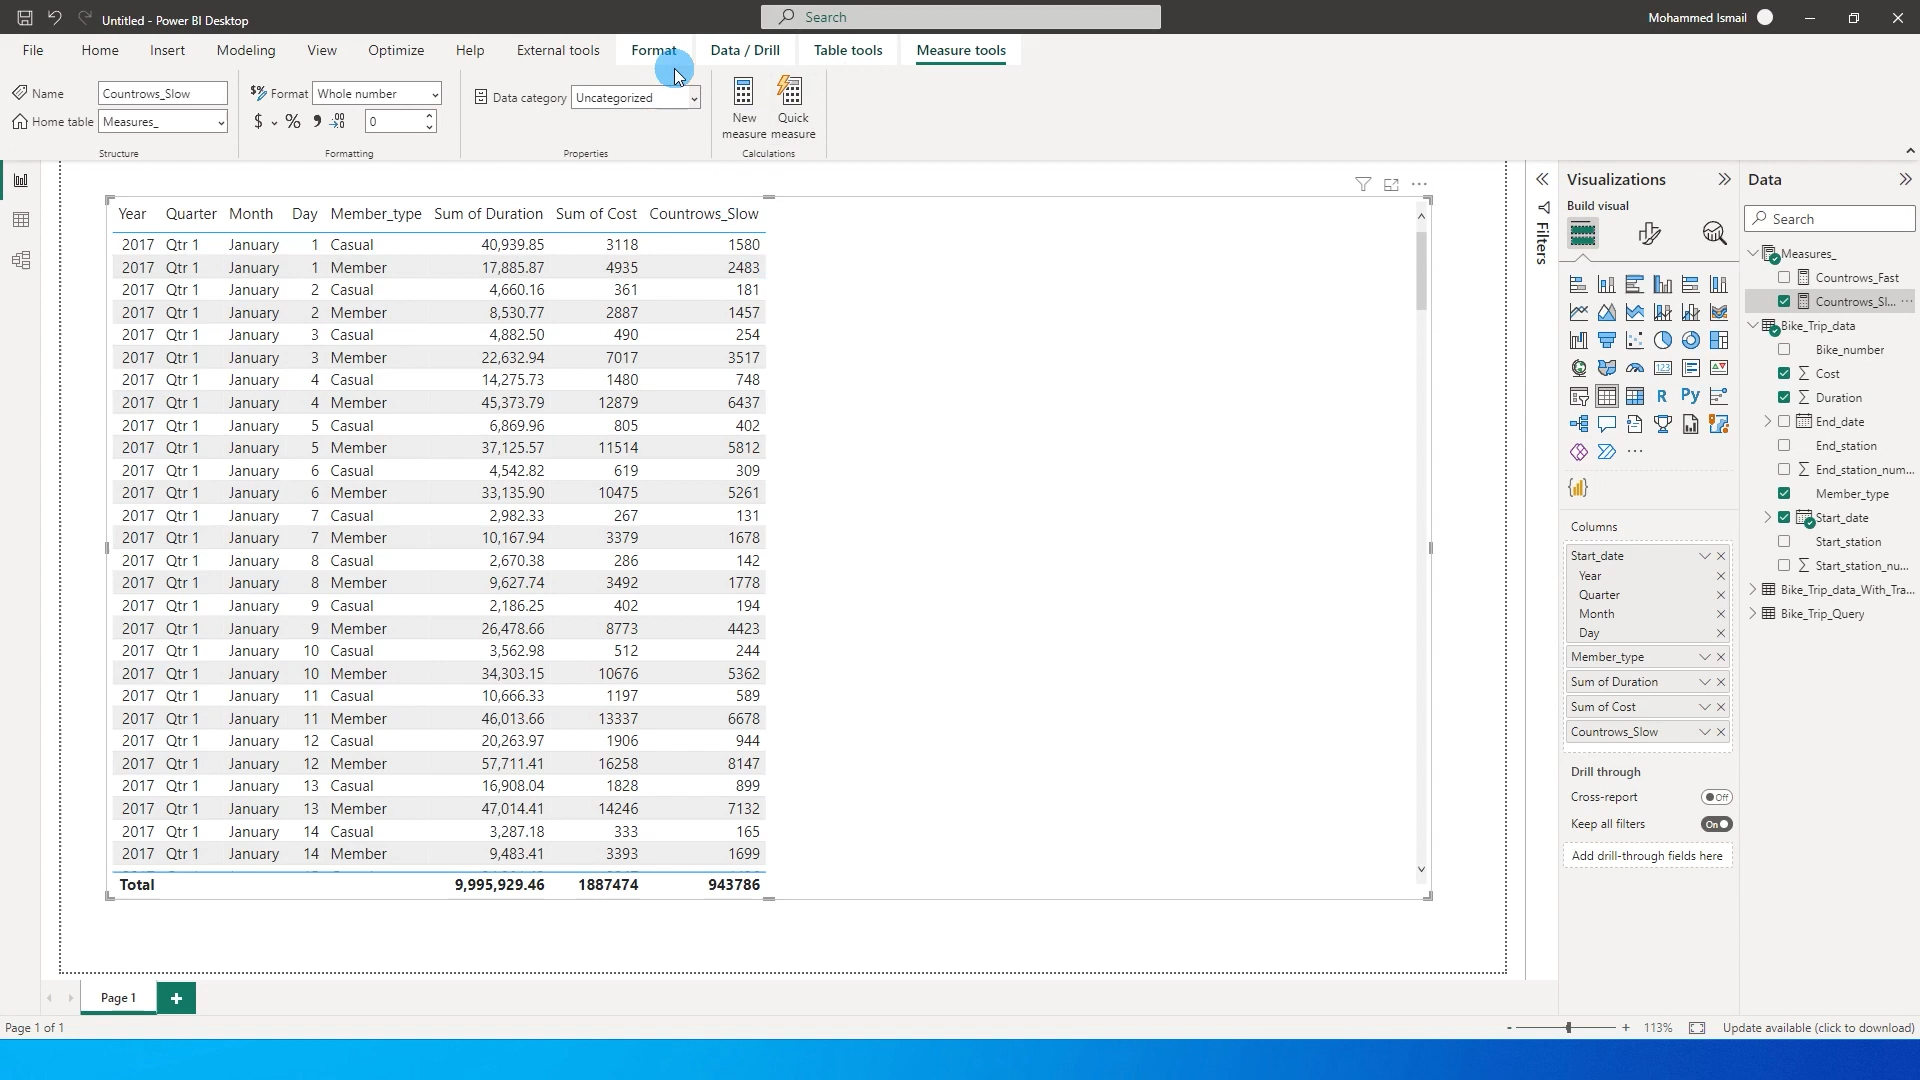 Untitled - Power BI Desktop
Search
Mohammed Ismail
File Home Insert Modeling View Optimize Help External tools Format Data / Drill Table tools Measure tools
Name Countrows_Slow
Home table Measures_
Structure
Format Whole number
$ % 0
Formatting
Data category Uncategorized
Properties
New measure
Quick measure
Calculations
Year Quarter Month Day Member_type Sum of Duration Sum of Cost Countrows_Slow
2017 Qtr 1 January 1 Casual 40,939.85 3118 1580
2017 Qtr 1 January 1 Member 17,885.87 4935 2483
2017 Qtr 1 January 2 Casual 4,660.16 361 181
2017 Qtr 1 January 2 Member 8,530.77 2887 1457
2017 Qtr 1 January 3 Casual 4,882.50 490 254
2017 Qtr 1 January 3 Member 22,632.94 7017 3517
2017 Qtr 1 January 4 Casual 14,275.73 1480 748
2017 Qtr 1 January 4 Member 45,373.79 12879 6437
2017 Qtr 1 January 5 Casual 6,869.96 805 402
2017 Qtr 1 January 5 Member 37,125.57 11514 5812
2017 Qtr 1 January 6 Casual 4,542.82 619 309
2017 Qtr 1 January 6 Member 33,135.90 10475 5261
2017 Qtr 1 January 7 Casual 2,982.33 267 131
2017 Qtr 1 January 7 Member 10,167.94 3379 1678
2017 Qtr 1 January 8 Casual 2,670.38 286 142
2017 Qtr 1 January 8 Member 9,627.74 3492 1778
2017 Qtr 1 January 9 Casual 2,186.25 402 194
2017 Qtr 1 January 9 Member 26,478.66 8773 4423
2017 Qtr 1 January 10 Casual 3,562.98 512 244
2017 Qtr 1 January 10 Member 34,303.15 10676 5362
2017 Qtr 1 January 11 Casual 10,666.33 1197 589
2017 Qtr 1 January 11 Member 46,013.66 13337 6678
2017 Qtr 1 January 12 Casual 20,263.97 1906 944
2017 Qtr 1 January 12 Member 57,711.41 16258 8147
2017 Qtr 1 January 13 Casual 16,908.04 1828 899
2017 Qtr 1 January 13 Member 47,014.41 14246 7132
2017 Qtr 1 January 14 Casual 3,287.18 333 165
2017 Qtr 1 January 14 Member 9,483.41 3393 1699
Total 9,995,929.46 1887474 943786
Filters
Visualizations
Build visual
123
R Py
Columns
Start_date
Year
Quarter
Month
Day
Member_type
Sum of Duration
Sum of Cost
Countrows_Slow
Drill through
Cross-report Off
Keep all filters On
Add drill-through fields here
Data
Search
Measures_
Countrows_Fast
Countrows_Sl...
Bike_Trip_data
Bike_number
Cost
Duration
End_date
End_station
End_station_num...
Member_type
Start_date
Start_station
Start_station_nu...
Bike_Trip_data_With_Tra...
Bike_Trip_Query
Page 1
Page 1 of 1
- + 113%
Update available (click to download)